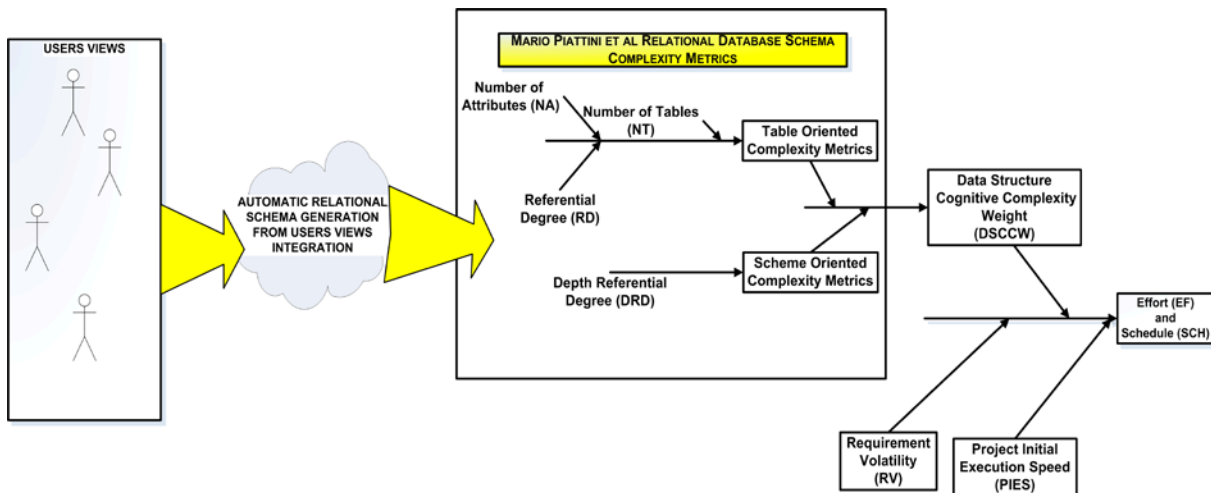 USERS VIEWS
AUTOMATIC RELATIONAL
SCHEMA GENERATION
FROM USERS VIEWS
INTEGRATION
MARIO PIATTINI ET AL RELATIONAL DATABASE SCHEMA
COMPLEXITY METRICS
Number of
Attributes (NA)
Number of Tables
(NT)
Referential
Degree (RD)
Table Oriented
Complexity Metrics
Depth Referential
Degree (DRD)
Scheme Oriented
Complexity Metrics
Data Structure
Cognitive Complexity
Weight
(DSCCW)
Effort (EF)
and
Schedule (SCH)
Requirement
Volatility
(RV)
Project Initial
Execution Speed
(PIES)